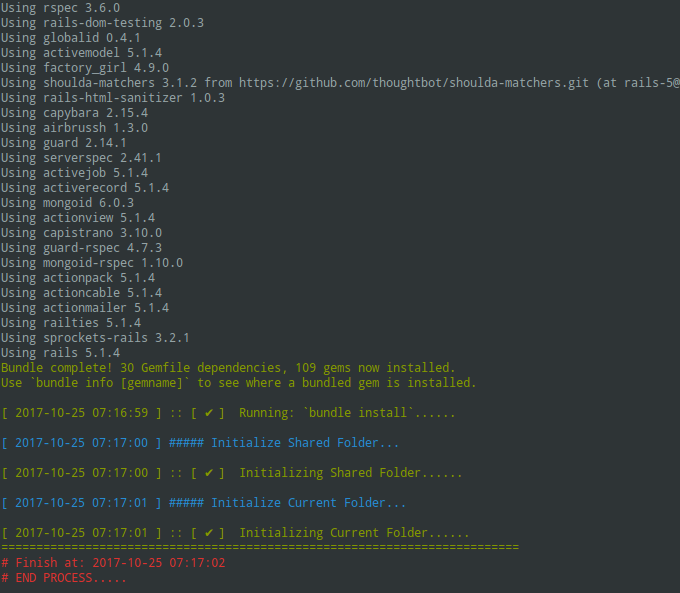 Using rspec 3.6.0
Using rails-dom-testing 2.0.3
Using globalid 0.4.1
Using activemodel 5.1.4
Using factory_girl 4.9.0
Using shoulda-matchers 3.1.2 from https://github.com/thoughtbot/shoulda-matchers.git (at rails-5@
Using rails-html-sanitizer 1.0.3
Using capybara 2.15.4
Using airbrussh 1.3.0
Using guard 2.14.1
Using serverspec 2.41.1
Using activejob 5.1.4
Using activerecord 5.1.4
Using mongoid 6.0.3
Using actionview 5.1.4
Using capistrano 3.10.0
Using guard-rspec 4.7.3
Using mongoid-rspec 1.10.0
Using actionpack 5.1.4
Using actioncable 5.1.4
Using actionmailer 5.1.4
Using railties 5.1.4
Using sprockets-rails 3.2.1
Using rails 5.1.4
Bundle complete! 30 Gemfile dependencies, 109 gems now installed.
Use `bundle info [gemname]` to see where a bundled gem is installed.
[ 2017-10-25 07:16:59 ] :: [ ✔ ]  Running: `bundle install`......
[ 2017-10-25 07:17:00 ] ##### Initialize Shared Folder...
[ 2017-10-25 07:17:00 ] :: [ ✔ ]  Initializing Shared Folder......
[ 2017-10-25 07:17:01 ] ##### Initialize Current Folder...
[ 2017-10-25 07:17:01 ] :: [ ✔ ]  Initializing Current Folder......
==========================================================================
# Finish at: 2017-10-25 07:17:02
# END PROCESS.....